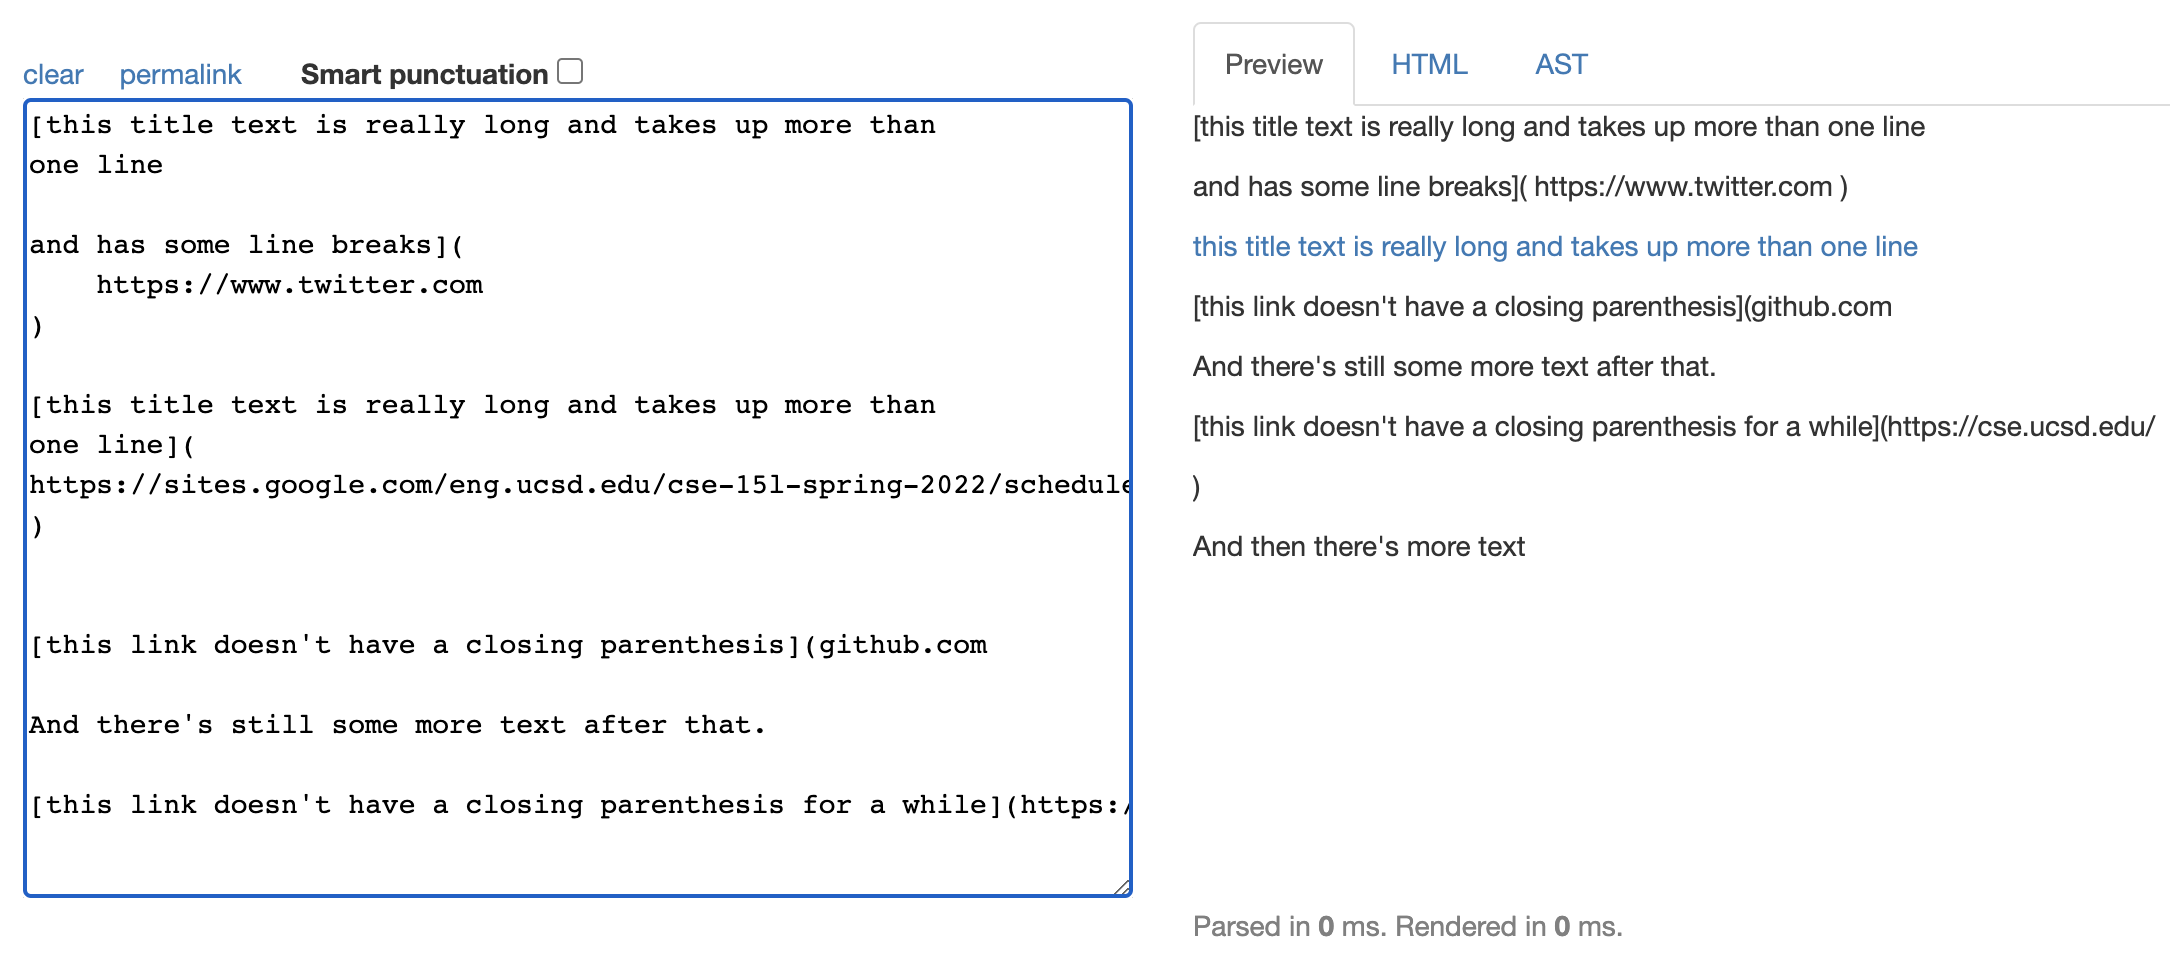 clear permalink Smart punctuation
[this title text is really long and takes up more than
one line
and has some line breaks](
https://www.twitter.com
)
[this title text is really long and takes up more than
one line](
https://sites.google.com/eng.ucsd.edu/cse-15l-spring-2022/schedule
)
[this link doesn't have a closing parenthesis](github.com
And there's still some more text after that.
[this link doesn't have a closing parenthesis for a while](https:/
Preview HTML AST
[this title text is really long and takes up more than one line
and has some line breaks]( https://www.twitter.com )
this title text is really long and takes up more than one line
[this link doesn't have a closing parenthesis](github.com
And there's still some more text after that.
[this link doesn't have a closing parenthesis for a while](https://cse.ucsd.edu/
)
And then there's more text
Parsed in 0 ms. Rendered in 0 ms.